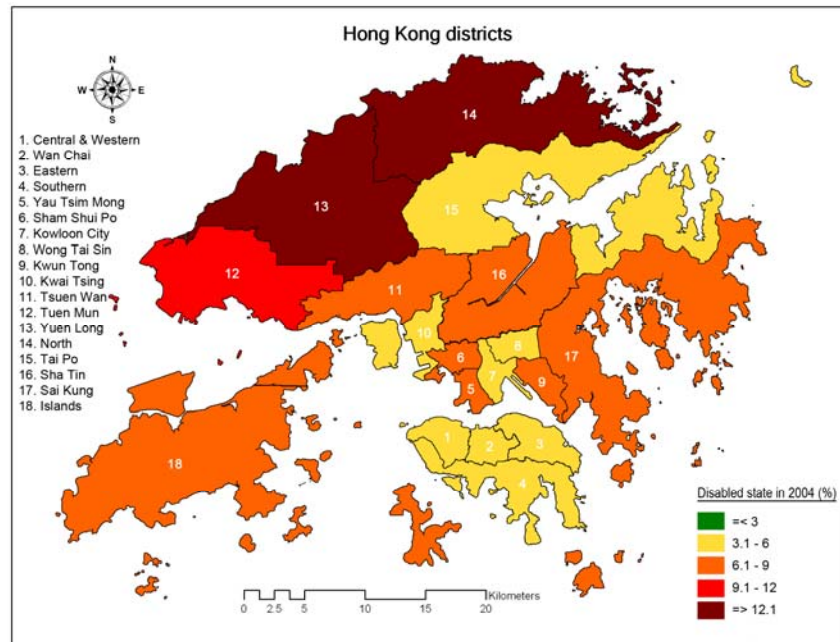 Hong Kong districts
N
W
E
S
1. Central & Western
2. Wan Chai
3. Eastern
4. Southern
5. Yau Tsim Mong
6. Sham Shui Po
7. Kowloon City
8. Wong Tai Sin
9. Kwun Tong
10. Kwai Tsing
11. Tsuen Wan
12. Tuen Mun
13. Yuen Long
14. North
15. Tai Po
16. Sha Tin
17. Sai Kung
18. Islands
14
13
15
12
16
11
10
17
8
6
7
9
5
1
2
3
18
4
Disabled state in 2004 (%)
=< 3
3.1 - 6
6.1 - 9
9.1 - 12
=> 12.1
Kilometers
0 2.5 5 10 15 20